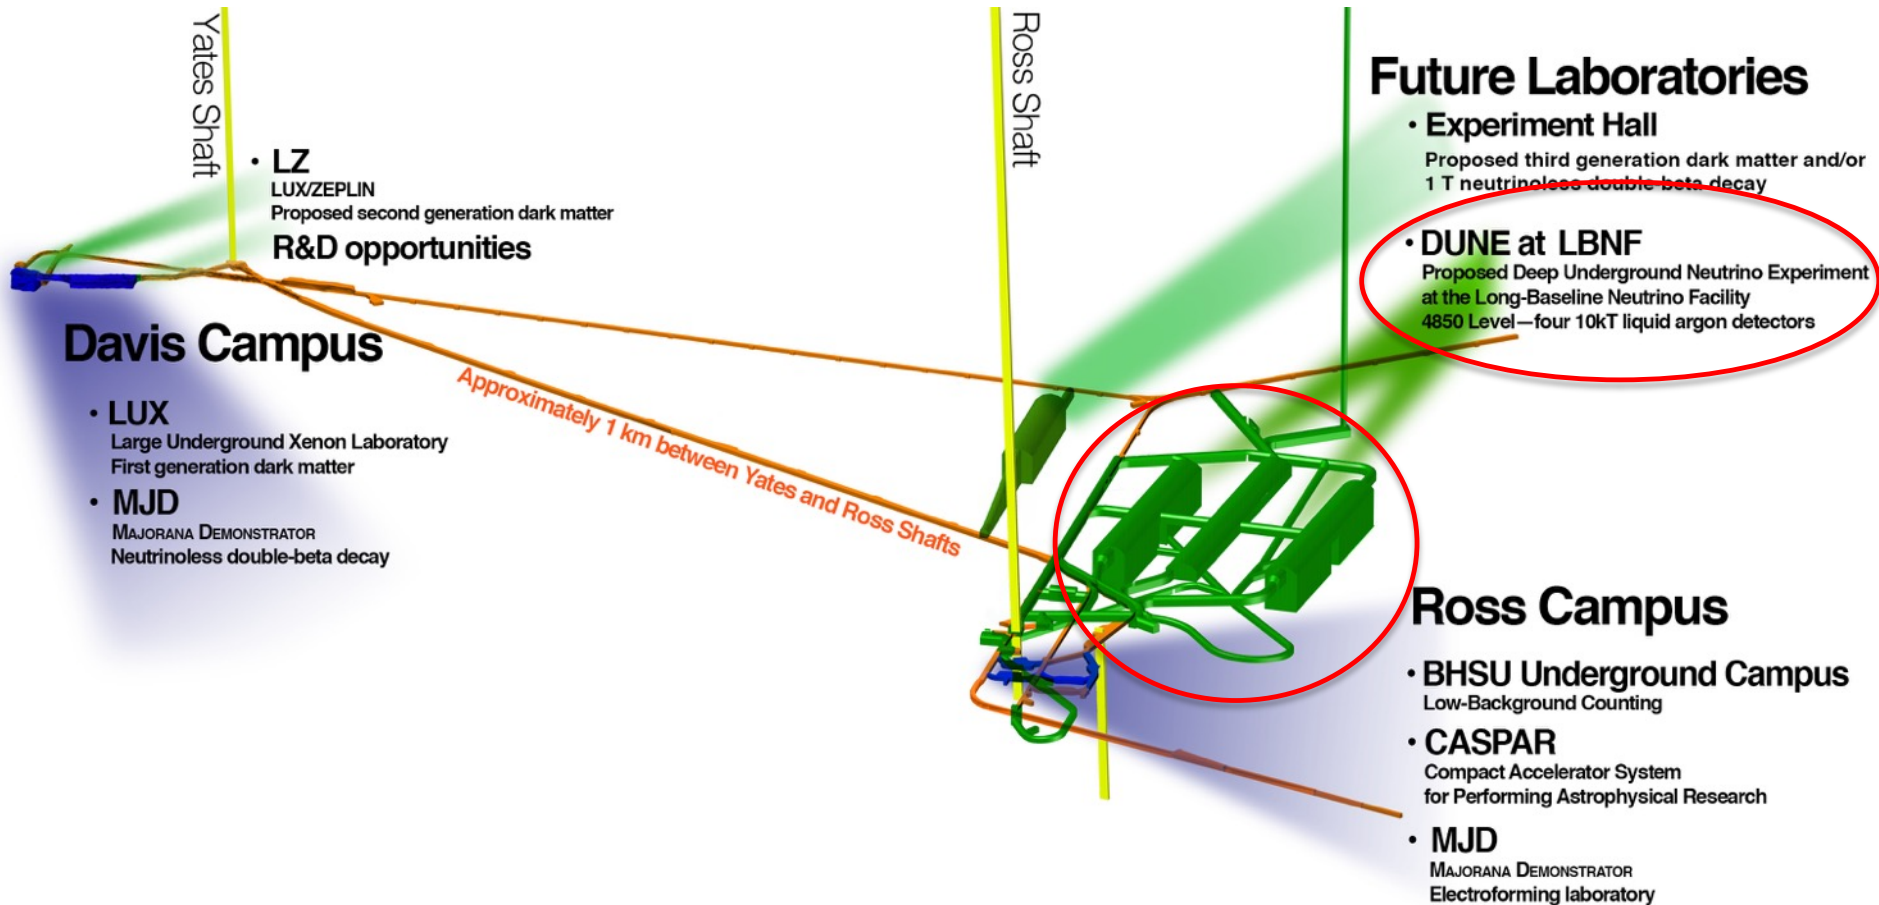 Yates Shaft
• LZ
LUX/ZEPLIN
Proposed second generation dark matter
R&D opportunities
Davis Campus
• LUX
Large Underground Xenon Laboratory
First generation dark matter
• MJD
MAJORANA DEMONSTRATOR
Neutrinoless double-beta decay
Approximately 1 km between Yates and Ross Shafts
Ross Shaft
Future Laboratories
• Experiment Hall
Proposed third generation dark matter and/or
1 T neutrinoless double-beta decay
• DUNE at LBNF
Proposed Deep Underground Neutrino Experiment
at the Long-Baseline Neutrino Facility
4850 Level—four 10kT liquid argon detectors
Ross Campus
• BHSU Underground Campus
Low-Background Counting
• CASPAR
Compact Accelerator System
for Performing Astrophysical Research
• MJD
MAJORANA DEMONSTRATOR
Electroforming laboratory